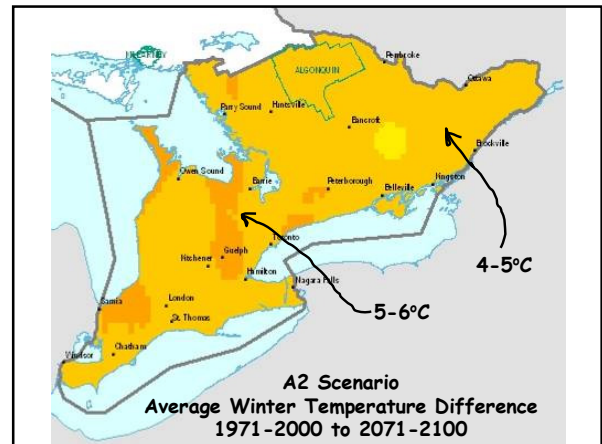 KILLARNEY
Pembroke
ALGONQUIN
Ottawa
Parry Sound
Huntsville
Bancroft
Brockville
Owen Sound
Barrie
Peterborough
Belleville
Kingston
Toronto
4-5°C
Kitchener
Guelph
Hamilton
Niagara Falls
Sarnia
London
5-6°C
St. Thomas
Chatham
Windsor
A2 Scenario
Average Winter Temperature Difference
1971-2000 to 2071-2100